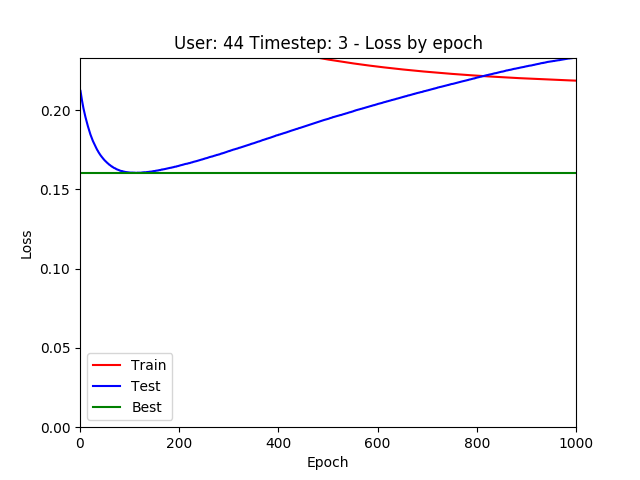 User: 44 Timestep: 3 - Loss by epoch
Loss
0.20
0.15
0.10
0.05
0.00
Train
Test
Best
0 200 400 600 800 1000
Epoch